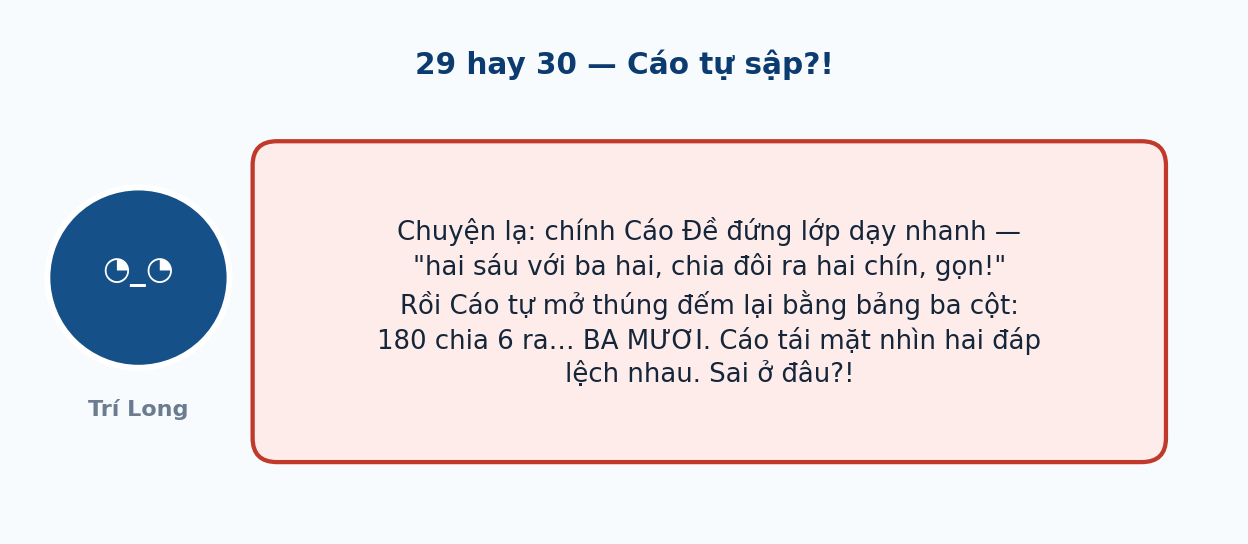 29 hay 30 — Cáo tự sập?!
Chuyện lạ: chính Cáo Đề đứng lớp dạy nhanh —
"hai sáu với ba hai, chia đôi ra hai chín, gọn!"
Rồi Cáo tự mở thúng đếm lại bằng bảng ba cột:
180 chia 6 ra… BA MƯƠI. Cáo tái mặt nhìn hai đáp
lệch nhau. Sai ở đâu?!
◔_◔
Trí Long